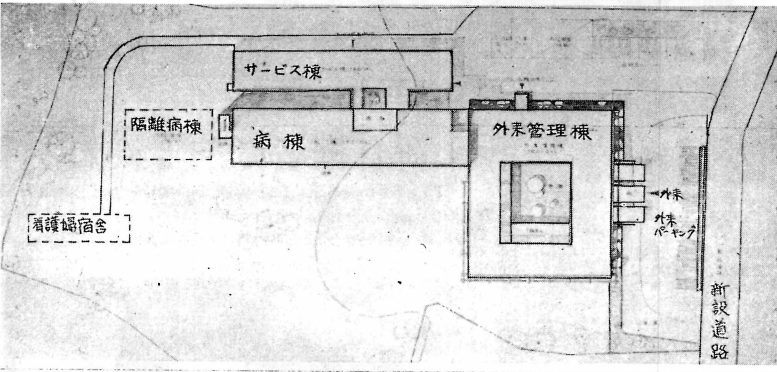 サービス棟
隔離病棟
病棟
外来管理棟
看護婦宿舎
外来
外来
パーキング
新設道路